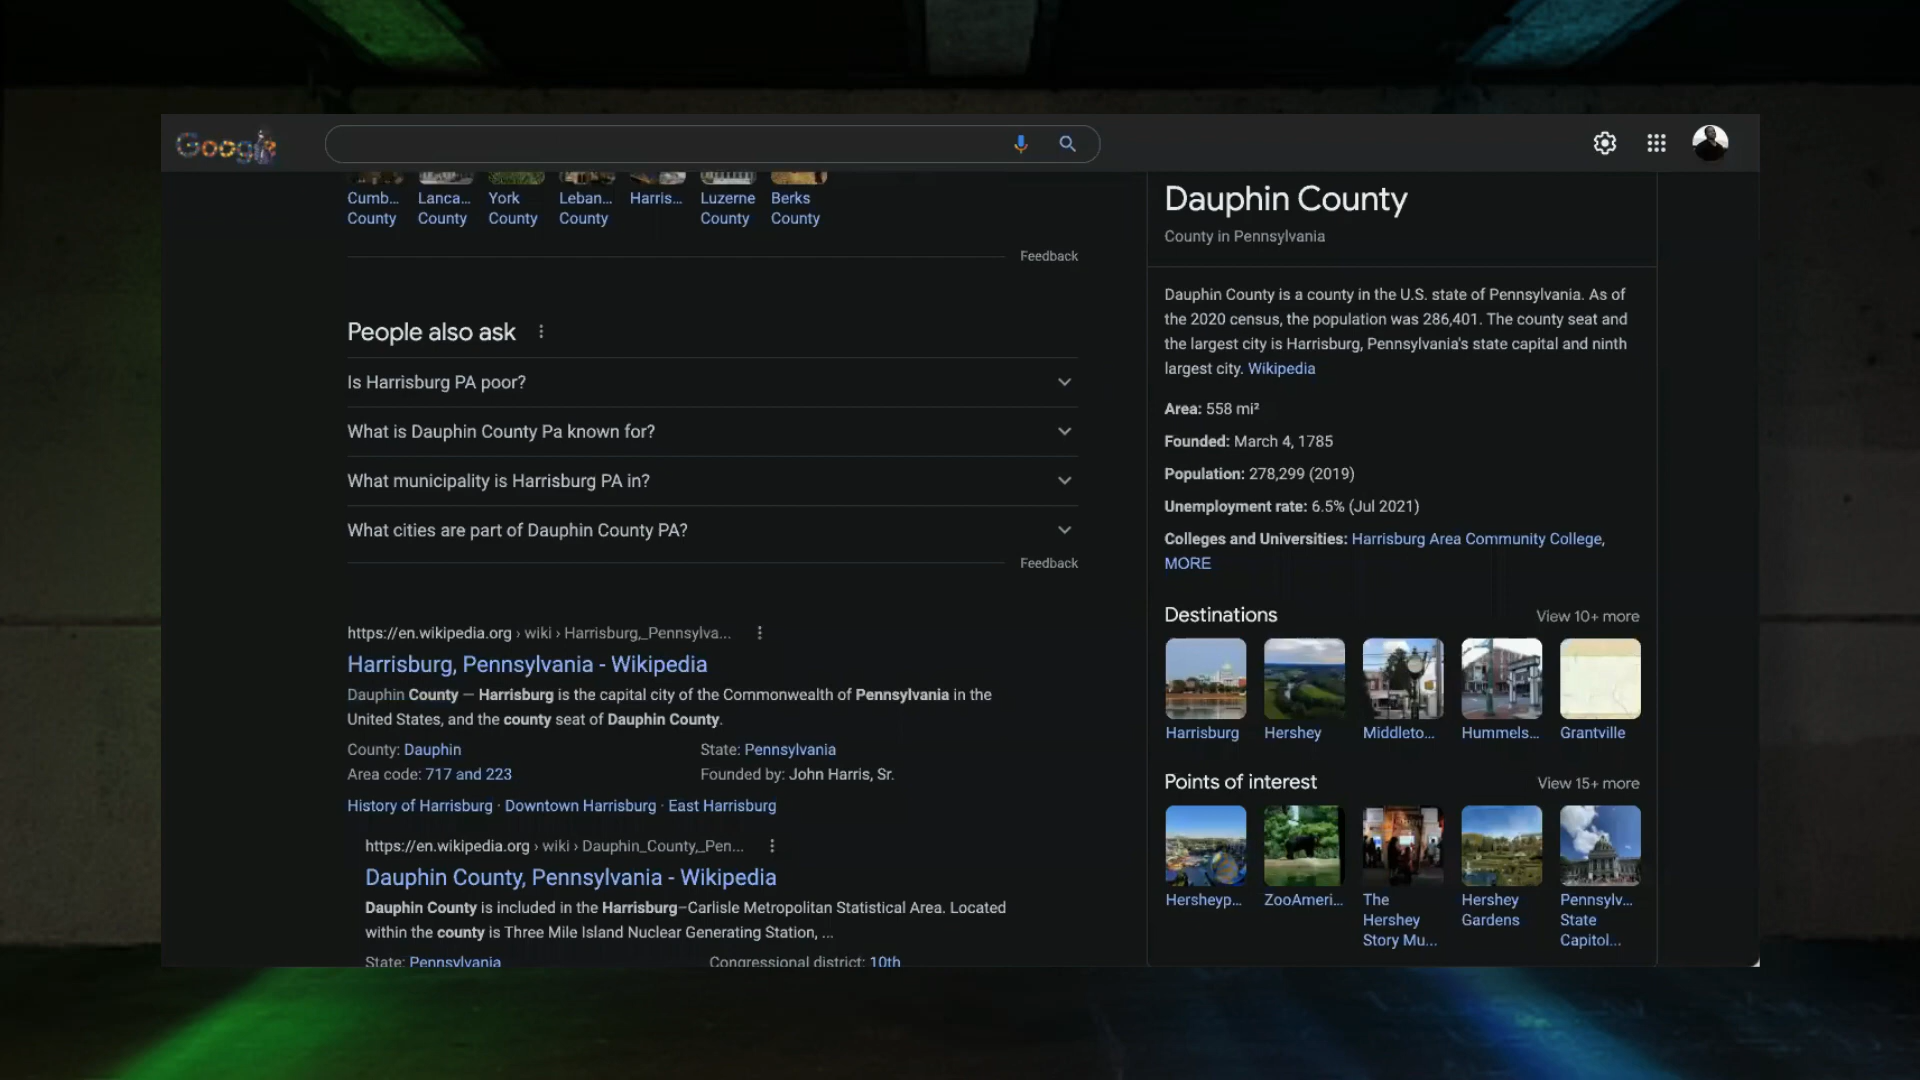 Google
Cumb... County
Lanca... County
York County
Leban... County
Harris...
Luzerne County
Berks County
Feedback
People also ask
Is Harrisburg PA poor?
What is Dauphin County Pa known for?
What municipality is Harrisburg PA in?
What cities are part of Dauphin County PA?
Feedback
https://en.wikipedia.org › wiki › Harrisburg,_Pennsylva...
Harrisburg, Pennsylvania - Wikipedia
Dauphin County — Harrisburg is the capital city of the Commonwealth of Pennsylvania in the
United States, and the county seat of Dauphin County.
County: Dauphin
State: Pennsylvania
Area code: 717 and 223
Founded by: John Harris, Sr.
History of Harrisburg · Downtown Harrisburg · East Harrisburg
https://en.wikipedia.org › wiki › Dauphin_County,_Pen...
Dauphin County, Pennsylvania - Wikipedia
Dauphin County is included in the Harrisburg–Carlisle Metropolitan Statistical Area. Located
within the county is Three Mile Island Nuclear Generating Station, ...
State: Pennsylvania
Congressional district: 10th
Dauphin County
County in Pennsylvania
Dauphin County is a county in the U.S. state of Pennsylvania. As of
the 2020 census, the population was 286,401. The county seat and
the largest city is Harrisburg, Pennsylvania's state capital and ninth
largest city. Wikipedia
Area: 558 mi²
Founded: March 4, 1785
Population: 278,299 (2019)
Unemployment rate: 6.5% (Jul 2021)
Colleges and Universities: Harrisburg Area Community College,
MORE
Destinations
View 10+ more
Harrisburg
Hershey
Middleto...
Hummels...
Grantville
Points of interest
View 15+ more
Hersheyp...
ZooAmeri...
The Hershey Story Mu...
Hershey Gardens
Pennsylv... State Capitol...